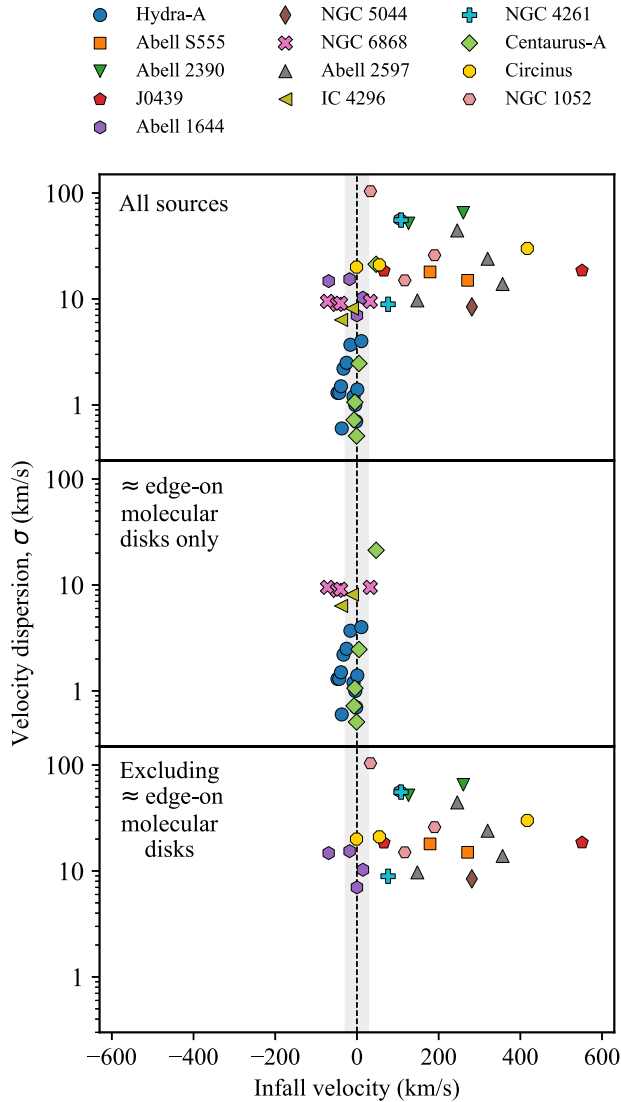 Hydra-A
Abell S555
Abell 2390
J0439
Abell 1644
NGC 5044
NGC 6868
Abell 2597
IC 4296
NGC 4261
Centaurus-A
Circinus
NGC 1052
Velocity dispersion, σ (km/s)
100
10
1
All sources
100
10
1
≈ edge-on
molecular
disks only
100
10
1
Excluding
≈ edge-on
molecular
disks
−600 −400 −200 0 200 400 600
Infall velocity (km/s)